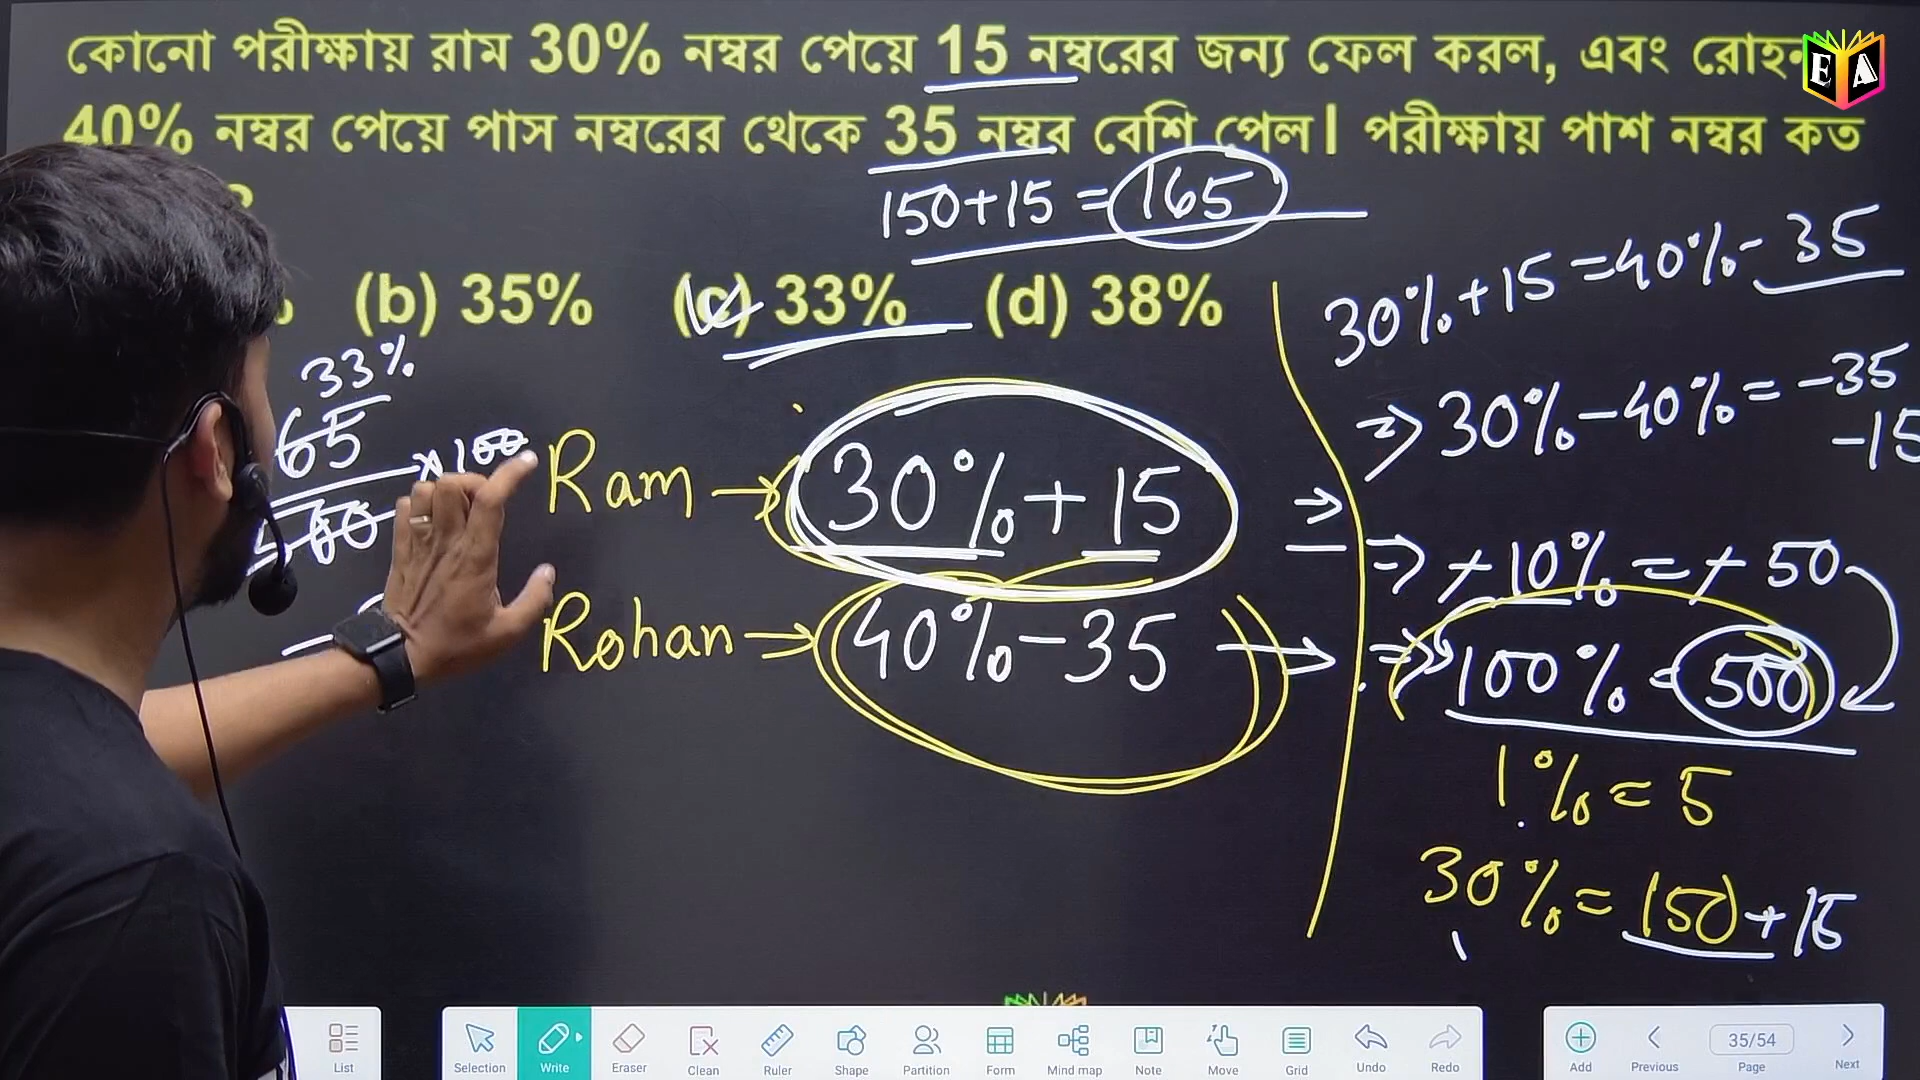 কোনো পরীক্ষায় রাম 30% নম্বর পেয়ে 15 নম্বরের জন্য ফেল করল, এবং
40% নম্বর পেয়ে পাস নম্বরের থেকে 35 নম্বর বেশি পেল। পরীক্ষায় পাশ নম্বর কত
EA
150+15 = 165
(b) 35% (c) 33% (d) 38%
33%
65
× 100
Ram → 30% + 15
Rohan → 40% - 35
30% + 15 = 40% - 35
⇒ 30% - 40% = -35
-15
⇒ + 10% = + 50
⇒ 100% = 500
1% = 5
30% = 150 + 15
List
Selection
Write
Eraser
Clean
Ruler
Shape
Partition
Form
Mind map
Note
Move
Grid
Undo
Redo
Add
Previous
35/54
Page
Next